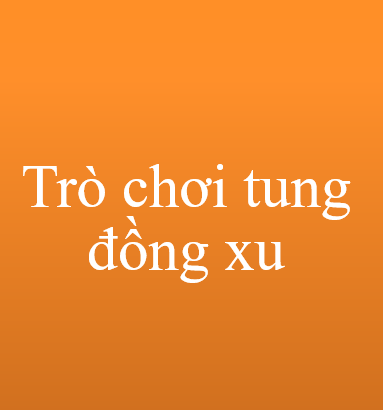 Trò chơi tung
đồng xu